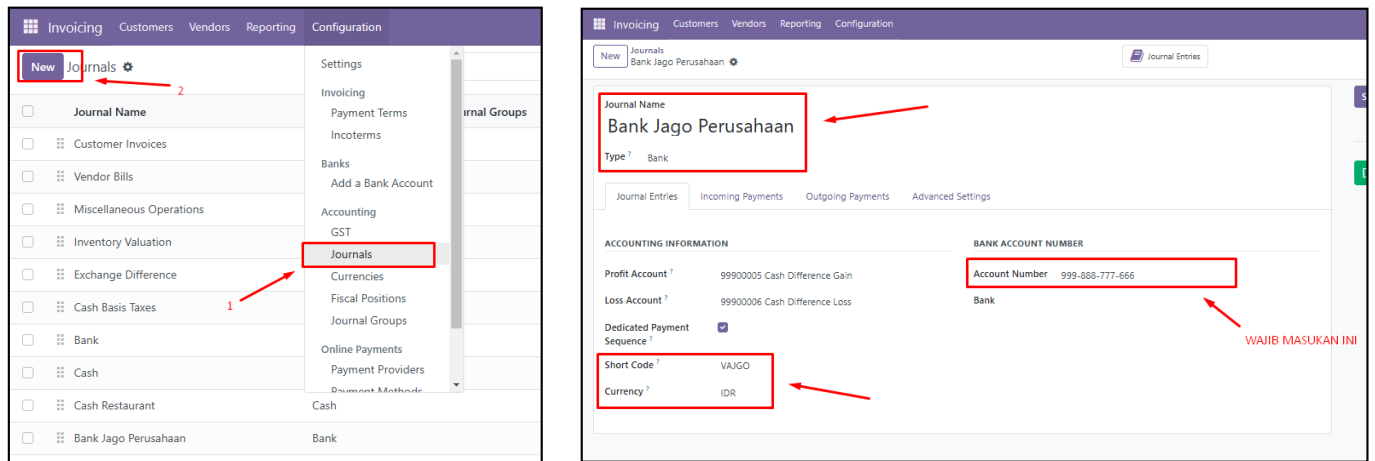 Invoicing Customers Vendors Reporting Configuration
New Journals
2
Journal Name
Journal Groups
Customer Invoices
Vendor Bills
Miscellaneous Operations
Inventory Valuation
Exchange Difference
Cash Basis Taxes
Bank
Cash
Cash Restaurant Cash
Bank Jago Perusahaan Bank
Settings
Invoicing
Payment Terms
Incoterms
Banks
Add a Bank Account
Accounting
GST
Journals
1
Currencies
Fiscal Positions
Journal Groups
Online Payments
Payment Providers
Payment Methods
Invoicing Customers Vendors Reporting Configuration
New Journals
Bank Jago Perusahaan
Journal Entries
Journal Name
Bank Jago Perusahaan
Type ? Bank
Journal Entries Incoming Payments Outgoing Payments Advanced Settings
ACCOUNTING INFORMATION
Profit Account ? 99900005 Cash Difference Gain
Loss Account ? 99900006 Cash Difference Loss
Dedicated Payment
Sequence ?
Short Code ? VAJGO
Currency ? IDR
BANK ACCOUNT NUMBER
Account Number 999-888-777-666
Bank
WAJIB MASUKAN INI